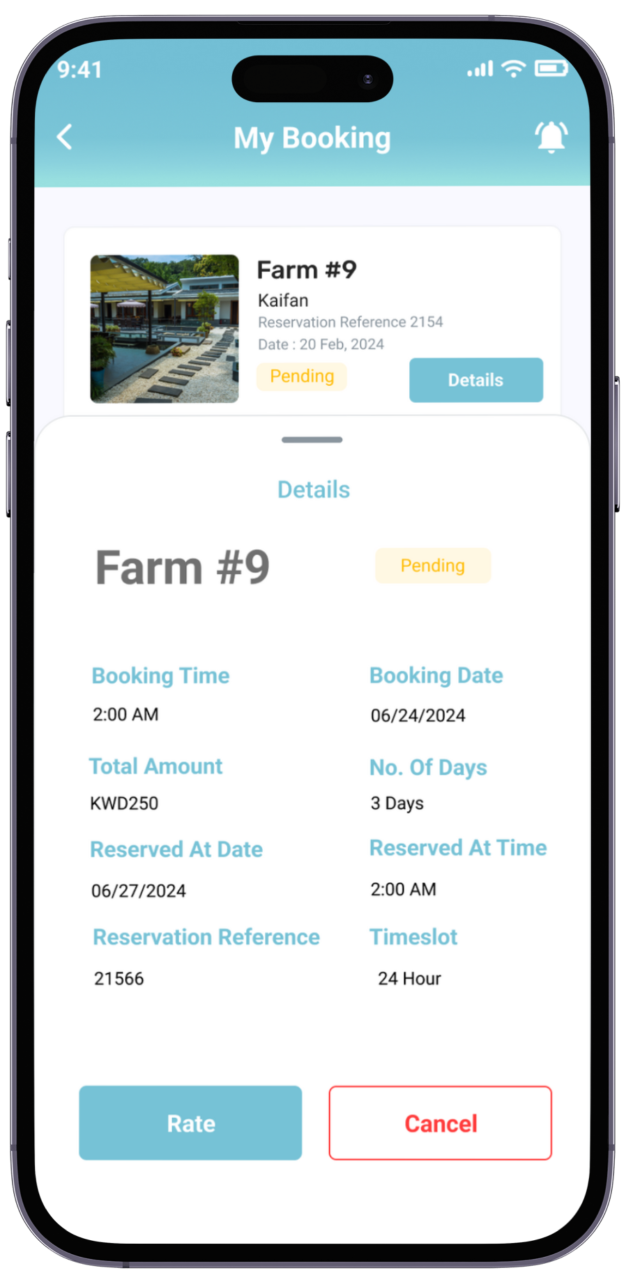 9:41
My Booking
Farm #9
Kaifan
Reservation Reference 2154
Date : 20 Feb, 2024
Pending
Details
Details
Farm #9
Pending
Booking Time
Booking Date
2:00 AM
06/24/2024
Total Amount
No. Of Days
KWD250
3 Days
Reserved At Date
Reserved At Time
06/27/2024
2:00 AM
Reservation Reference
Timeslot
21566
24 Hour
Rate
Cancel